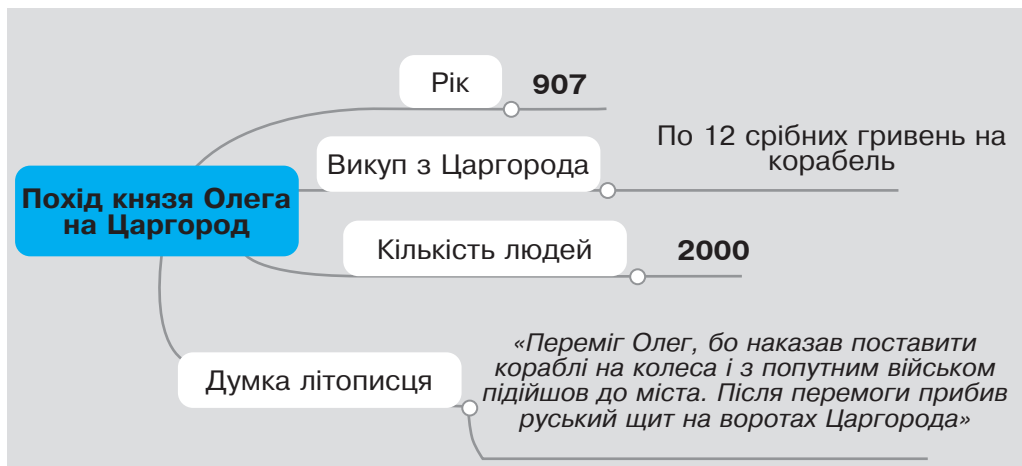 Рік
907
Викуп з Царгорода
По 12 срібних гривень на
корабель
Похід князя Олега
на Царгород
Кількість людей
2000
Думка літописця
«Переміг Олег, бо наказав поставити
кораблі на колеса і з попутним військом
підійшов до міста. Після перемоги прибив
руський щит на воротах Царгорода»